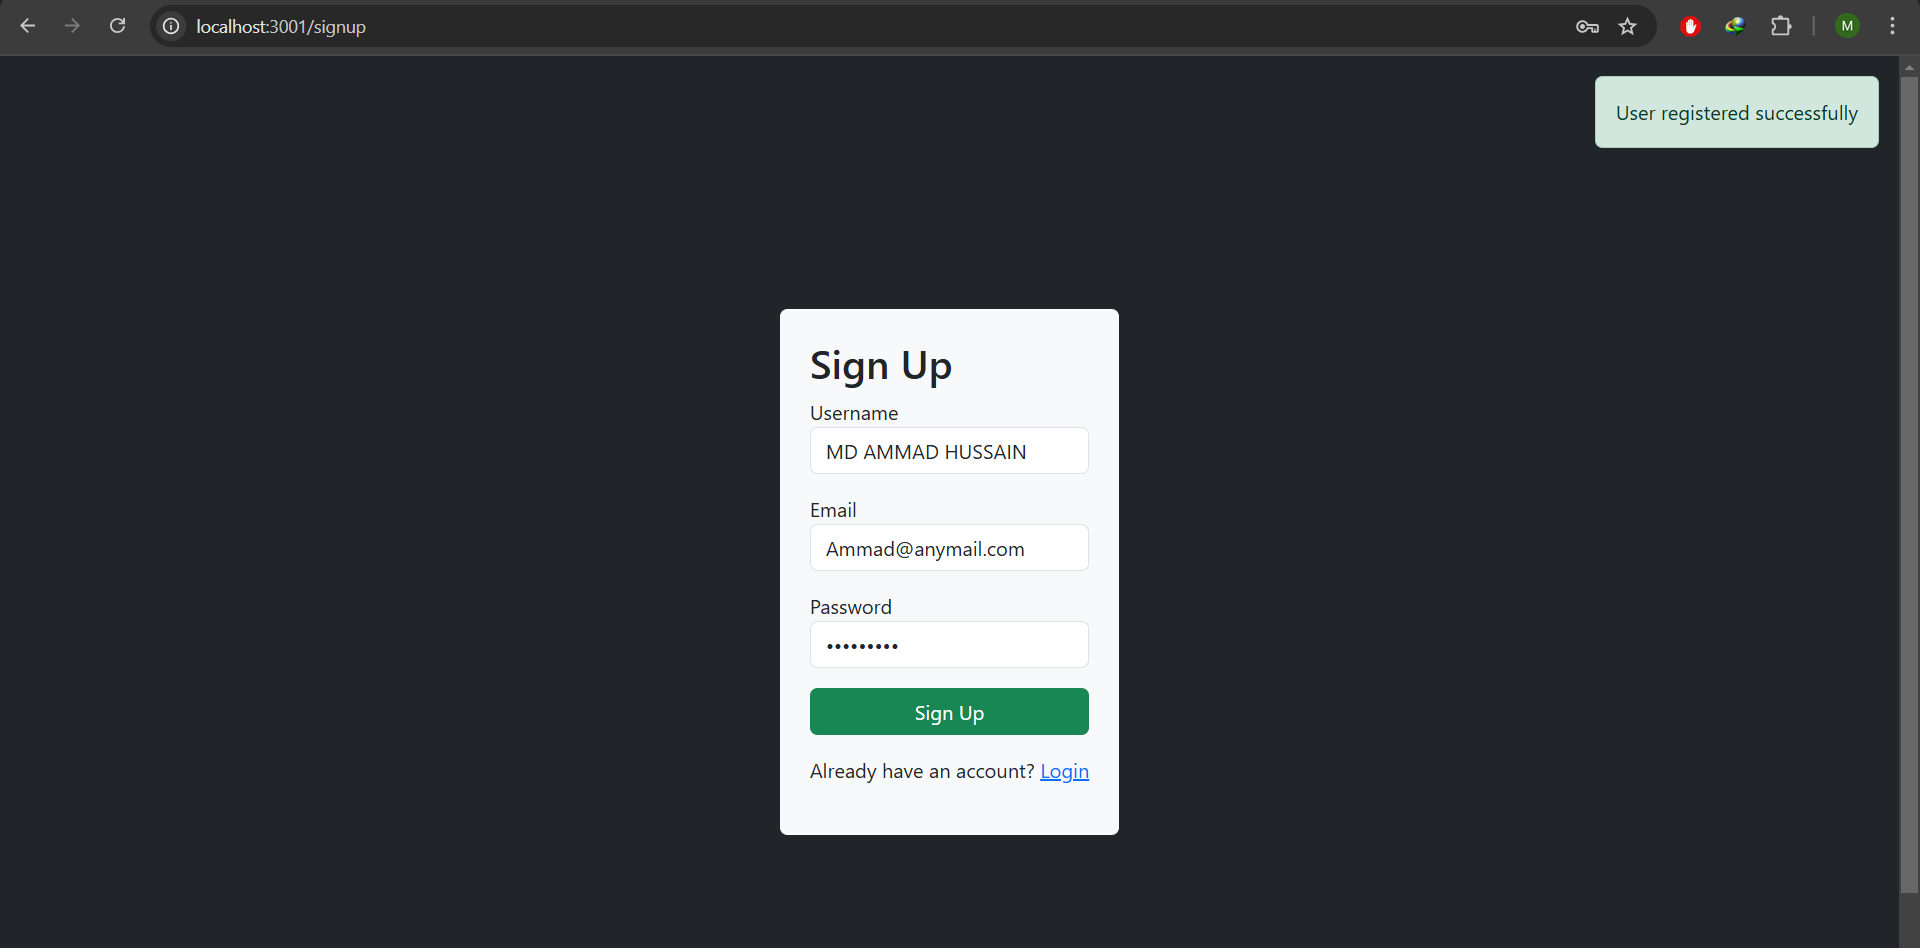 localhost:3001/signup
M
User registered successfully
Sign Up
Username
MD AMMAD HUSSAIN
Email
Ammad@anymail.com
Password
•••••••••
Sign Up
Already have an account? Login